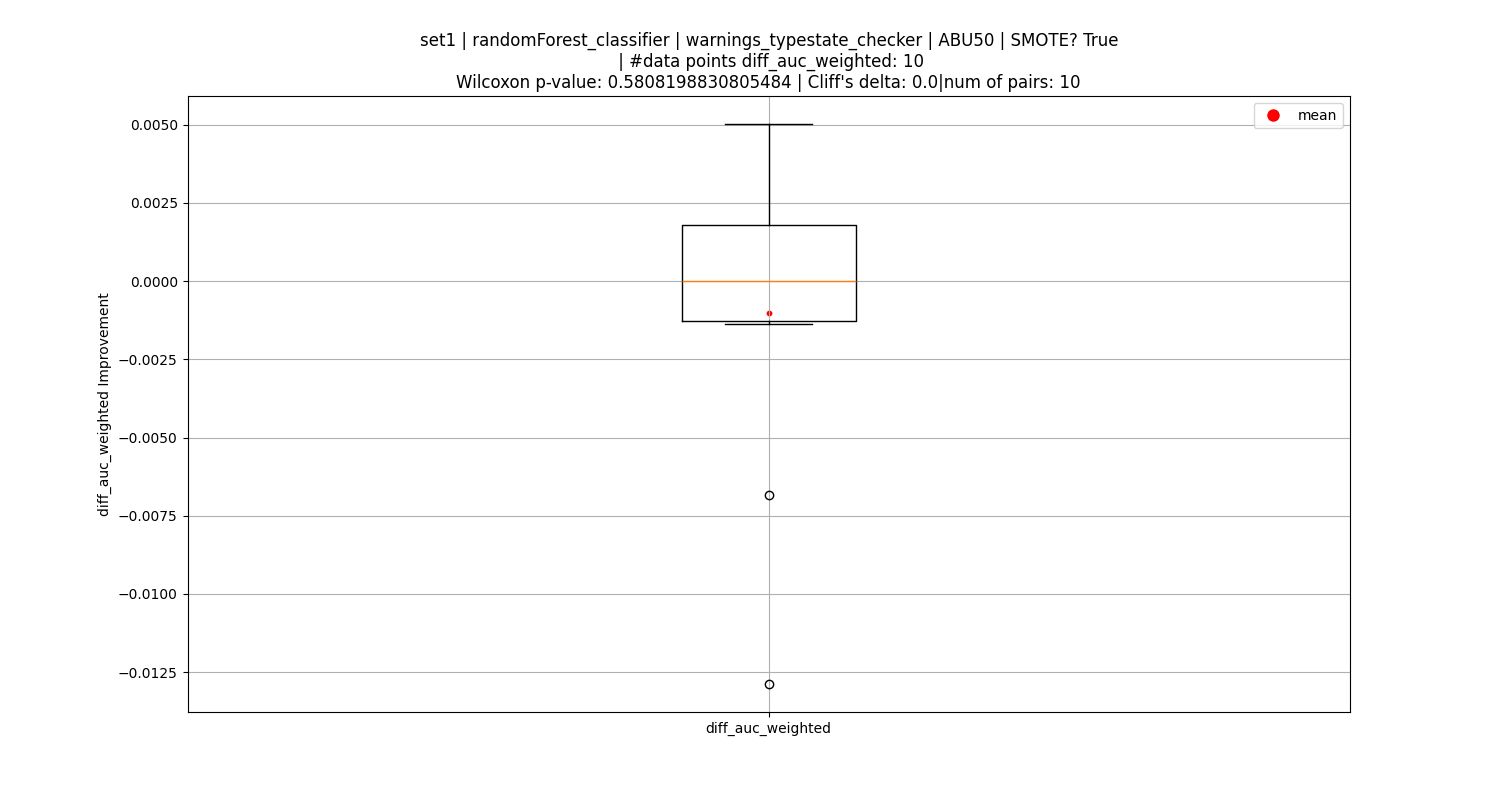 set1 | randomForest_classifier | warnings_typestate_checker | ABU50 | SMOTE? True
| #data points diff_auc_weighted: 10
Wilcoxon p-value: 0.5808198830805484 | Cliff's delta: 0.0|num of pairs: 10
mean
0.0050
0.0025
0.0000
−0.0025
−0.0050
−0.0075
−0.0100
−0.0125
diff_auc_weighted Improvement
diff_auc_weighted